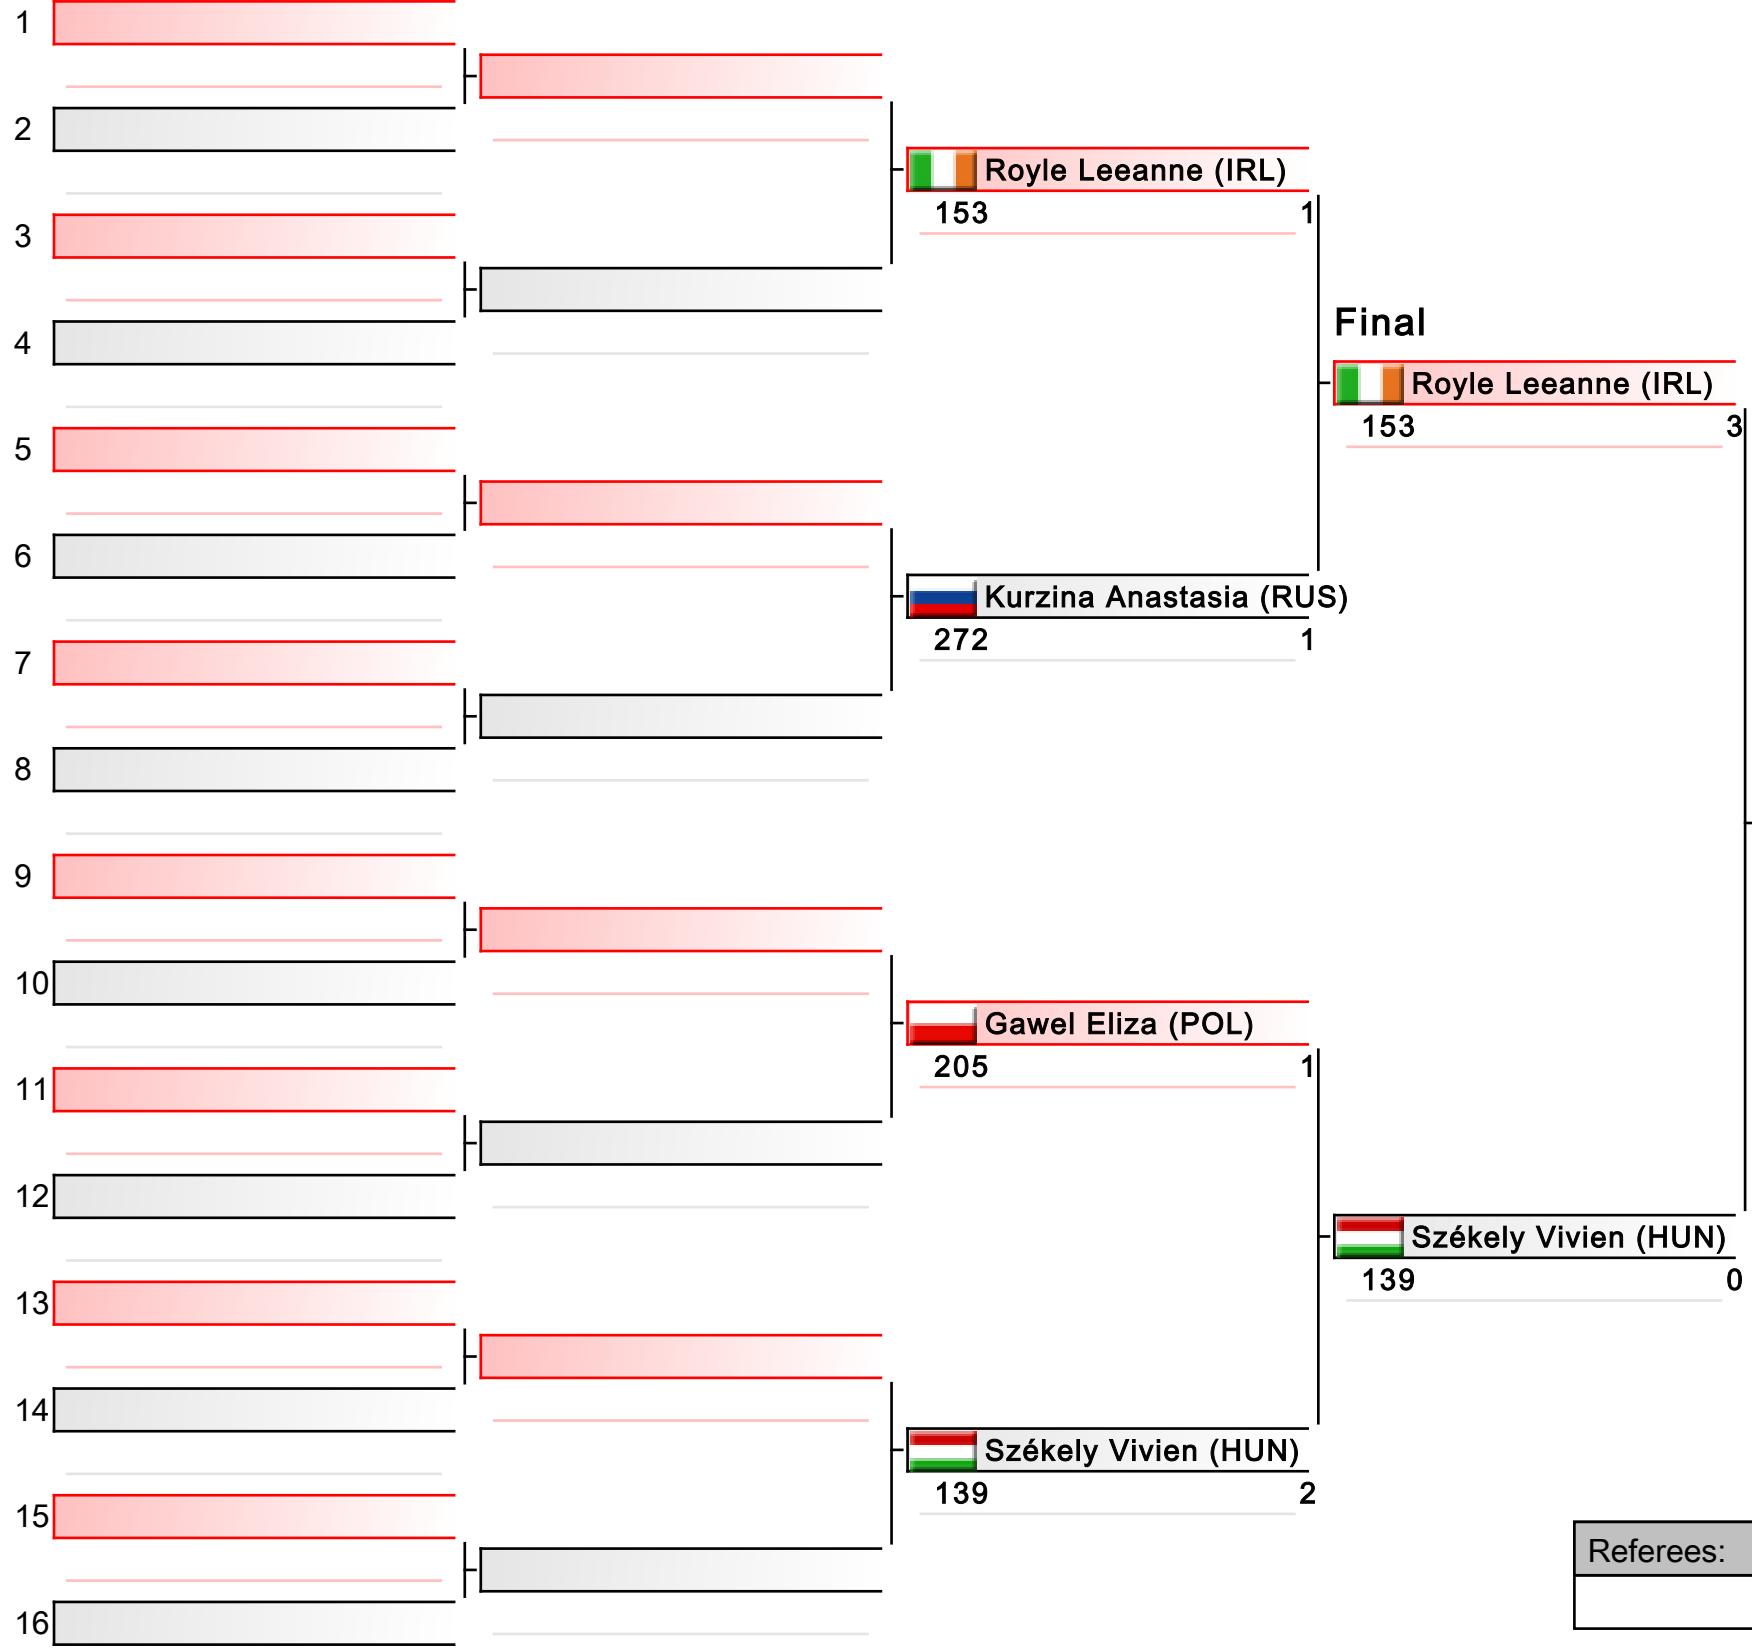 1
2
3
4
5
6
7
8
9
10
11
12
13
14
15
16
Royle Leeanne (IRL)
153 1
Kurzina Anastasia (RUS)
272 1
Gawel Eliza (POL)
205 1
Székely Vivien (HUN)
139 2
Final
Royle Leeanne (IRL)
153 3
Székely Vivien (HUN)
139 0
Referees: